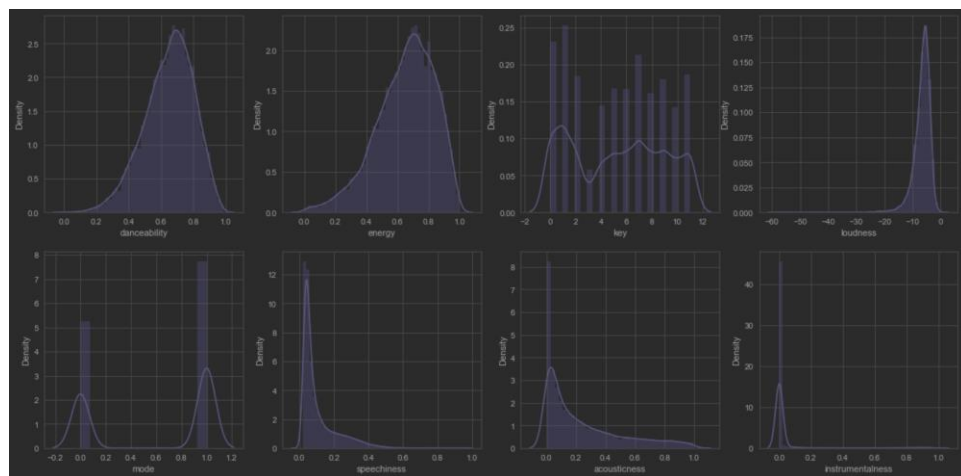 Density
2.5
2.0
1.5
1.0
0.5
0.0
0.0 0.2 0.4 0.6 0.8 1.0
danceability
Density
2.0
1.5
1.0
0.5
0.0
0.0 0.2 0.4 0.6 0.8 1.0
energy
Density
0.25
0.20
0.15
0.10
0.05
0.00
−2 0 2 4 6 8 10 12
key
Density
0.175
0.150
0.125
0.100
0.075
0.050
0.025
0.000
−60 −50 −40 −30 −20 −10 0
loudness
Density
8
7
6
5
4
3
2
1
0
−0.2 0.0 0.2 0.4 0.6 0.8 1.0 1.2
mode
Density
12
10
8
6
4
2
0
0.0 0.2 0.4 0.6 0.8 1.0
speechiness
Density
8
7
6
5
4
3
2
1
0
0.0 0.2 0.4 0.6 0.8 1.0
acousticness
Density
40
30
20
10
0
0.0 0.2 0.4 0.6 0.8 1.0
instrumentalness